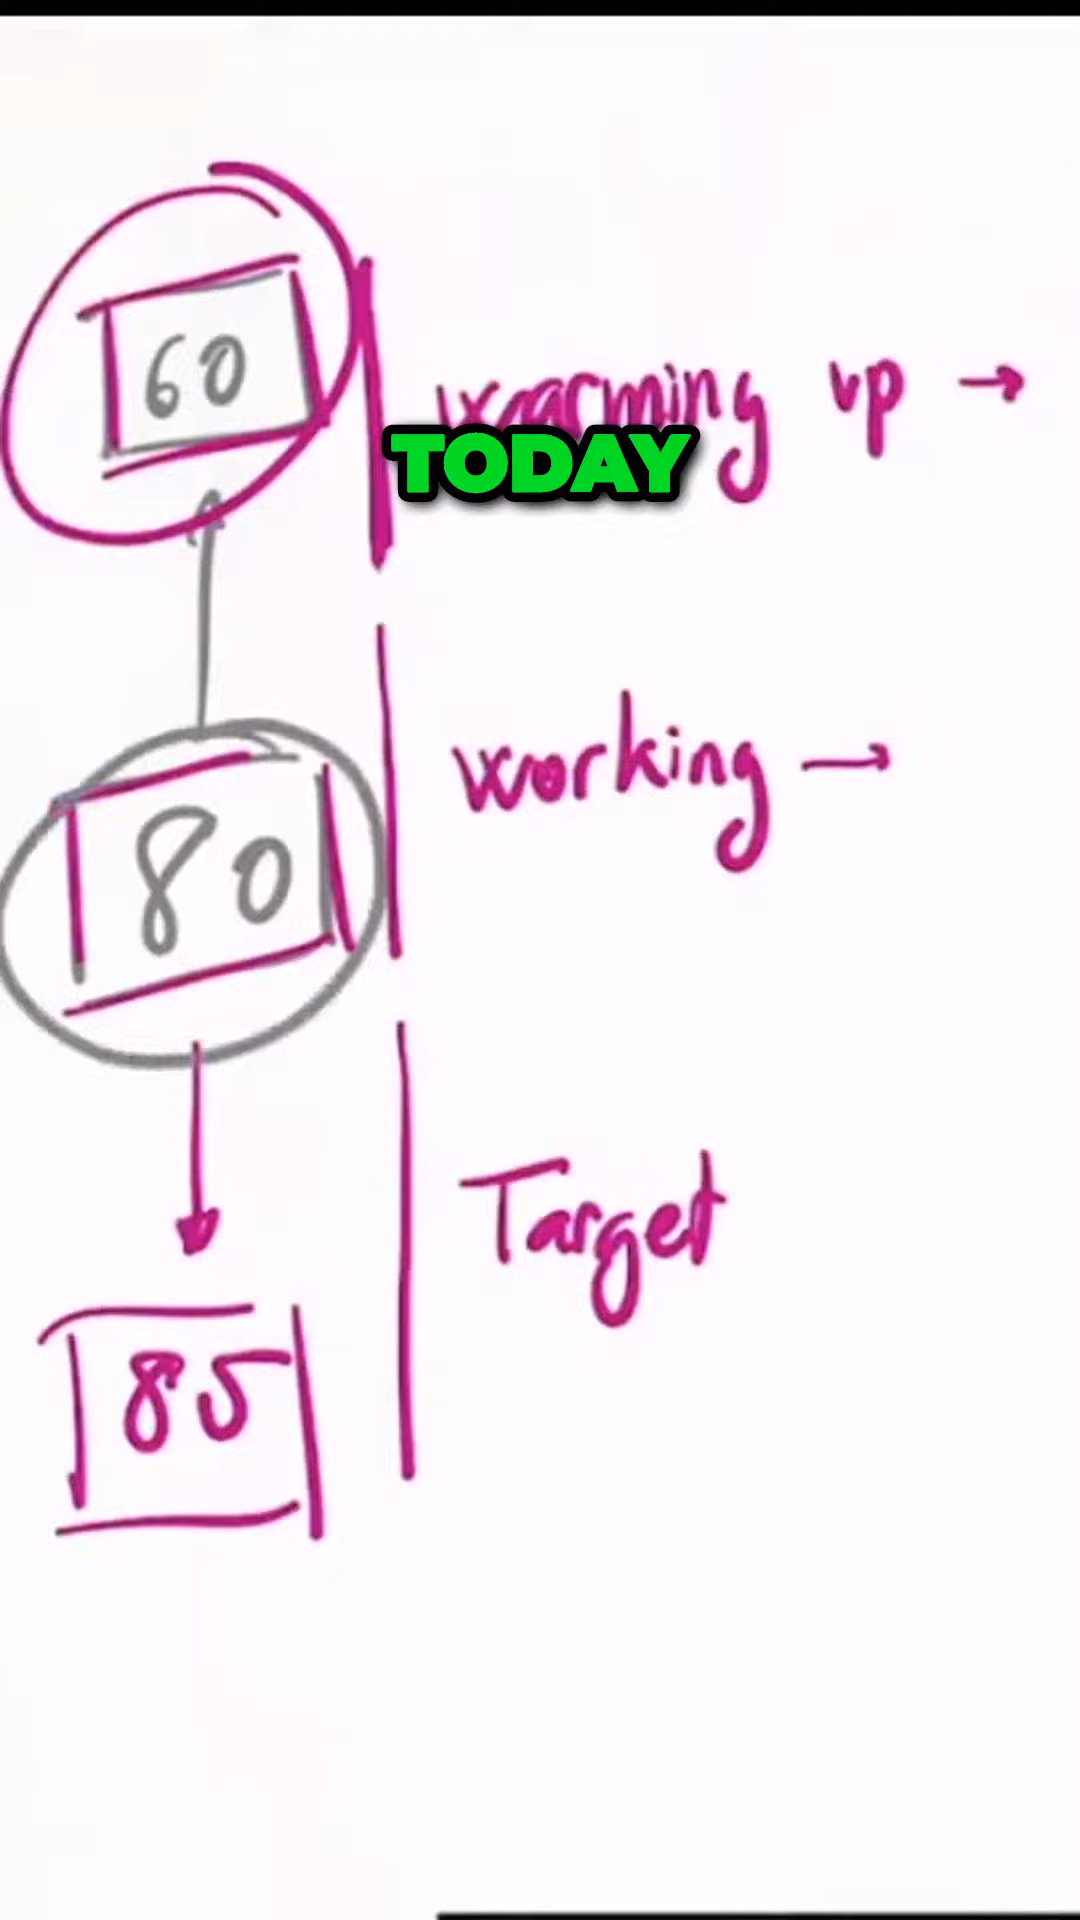 60
warming up →
TODAY
working →
80
Target
85